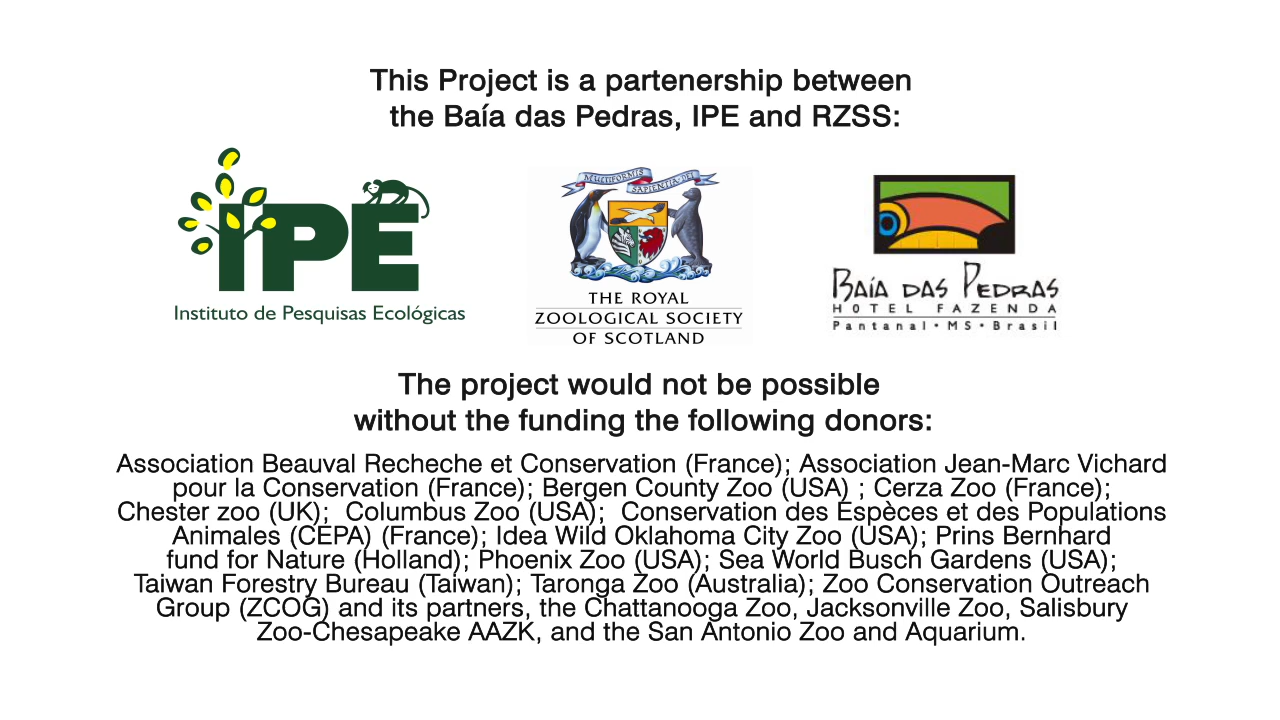 This Project is a partenership between
the Baía das Pedras, IPE and RZSS:
IPE
Instituto de Pesquisas Ecológicas
MULTIFORMIS
SAPIENTIA·DEI
THE ROYAL
ZOOLOGICAL SOCIETY
OF SCOTLAND
BAÍA DAS PEDRAS
HOTEL FAZENDA
Pantanal • MS • Brasil
The project would not be possible
without the funding the following donors:
Association Beauval Recheche et Conservation (France); Association Jean-Marc Vichard
pour la Conservation (France); Bergen County Zoo (USA) ; Cerza Zoo (France);
Chester zoo (UK);  Columbus Zoo (USA);  Conservation des Espèces et des Populations
Animales (CEPA) (France); Idea Wild Oklahoma City Zoo (USA); Prins Bernhard
fund for Nature (Holland); Phoenix Zoo (USA); Sea World Busch Gardens (USA);
Taiwan Forestry Bureau (Taiwan); Taronga Zoo (Australia); Zoo Conservation Outreach
Group (ZCOG) and its partners, the Chattanooga Zoo, Jacksonville Zoo, Salisbury
Zoo-Chesapeake AAZK, and the San Antonio Zoo and Aquarium.